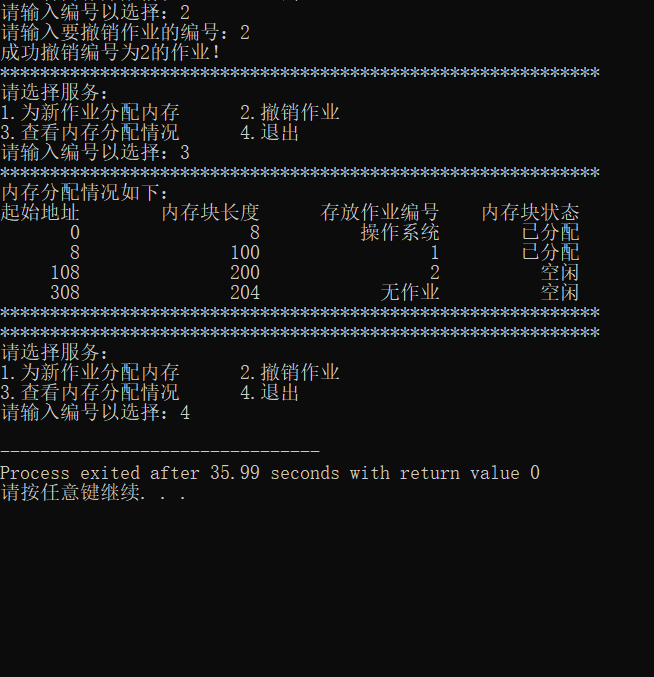 请输入编号以选择：2
请输入要撤销作业的编号：2
成功撤销编号为2的作业！
************************************************************
请选择服务：
1.为新作业分配内存      2.撤销作业
3.查看内存分配情况      4.退出
请输入编号以选择：3
************************************************************
内存分配情况如下：
起始地址        内存块长度      存放作业编号    内存块状态
0        8        操作系统        已分配
8        100        1        已分配
108        200        2        空闲
308        204        无作业        空闲
************************************************************
************************************************************
请选择服务：
1.为新作业分配内存      2.撤销作业
3.查看内存分配情况      4.退出
请输入编号以选择：4
--------------------------------
Process exited after 35.99 seconds with return value 0
请按任意键继续. . .